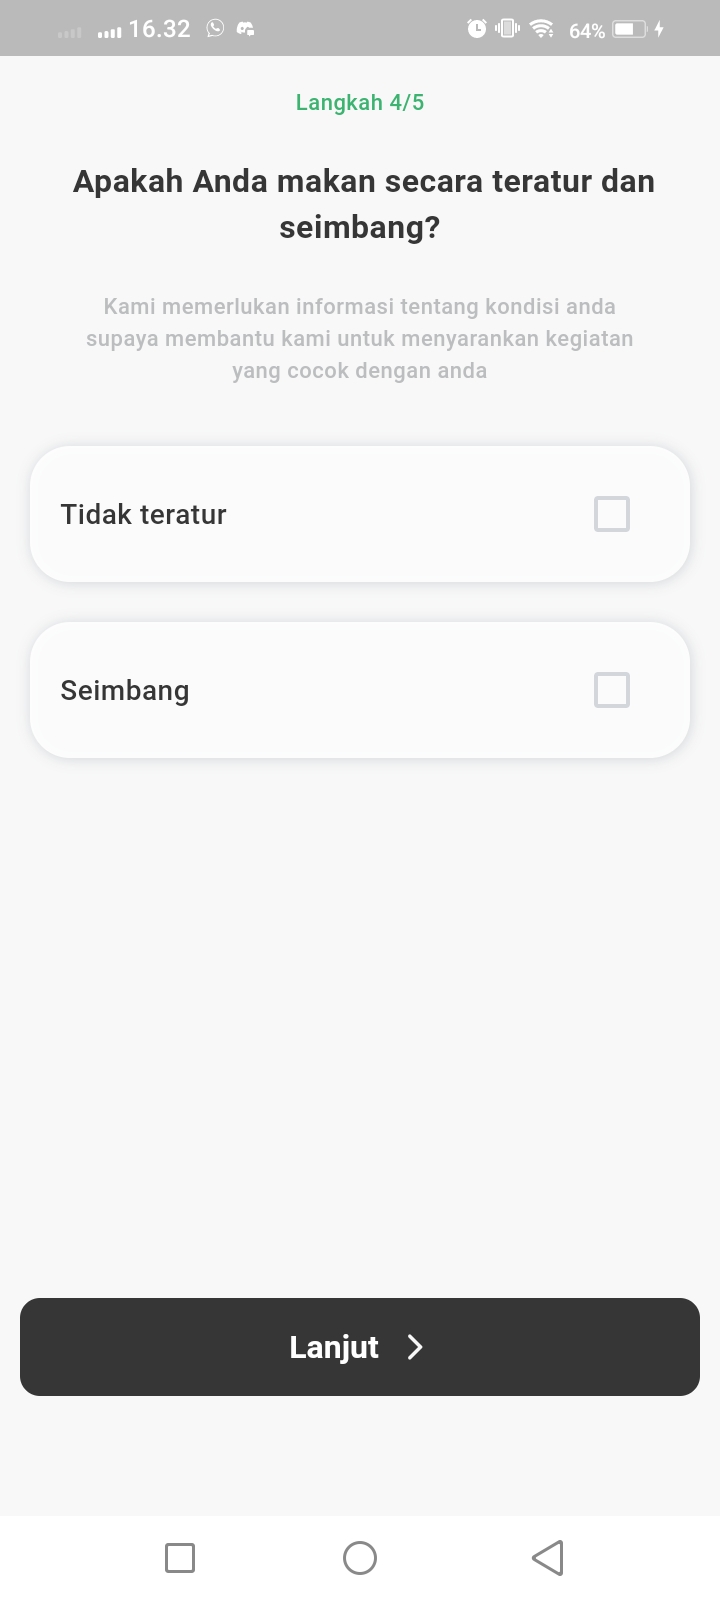 16.32
64%
Langkah 4/5
Apakah Anda makan secara teratur dan
seimbang?
Kami memerlukan informasi tentang kondisi anda
supaya membantu kami untuk menyarankan kegiatan
yang cocok dengan anda
Tidak teratur
Seimbang
Lanjut